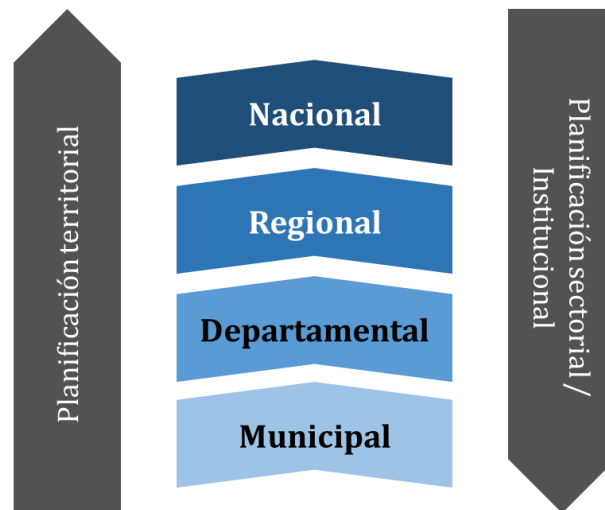 Planificación territorial
Nacional
Regional
Departamental
Municipal
Planificación sectorial /
Institucional